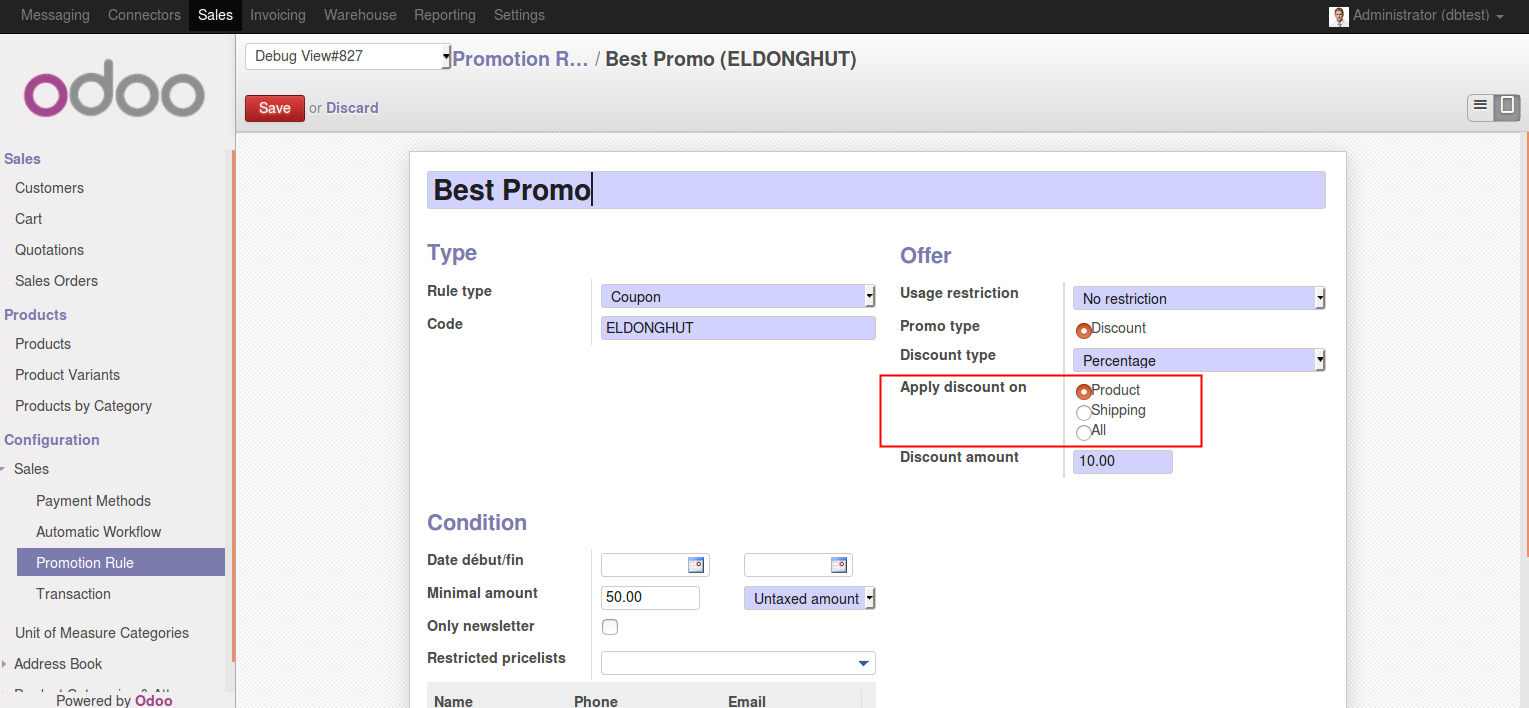 Messaging Connectors Sales Invoicing Warehouse Reporting Settings Administrator (dbtest)
odoo
Debug View#827 Promotion R... / Best Promo (ELDONGHUT)
Save or Discard
Sales
Customers
Cart
Quotations
Sales Orders
Products
Products
Product Variants
Products by Category
Configuration
Sales
Payment Methods
Automatic Workflow
Promotion Rule
Transaction
Unit of Measure Categories
Address Book
Powered by Odoo
Best Promo
Type
Rule type Coupon
Code ELDONGHUT
Offer
Usage restriction No restriction
Promo type Discount
Discount type Percentage
Apply discount on Product
Shipping
All
Discount amount 10.00
Condition
Date début/fin
Minimal amount 50.00 Untaxed amount
Only newsletter
Restricted pricelists
Name Phone Email